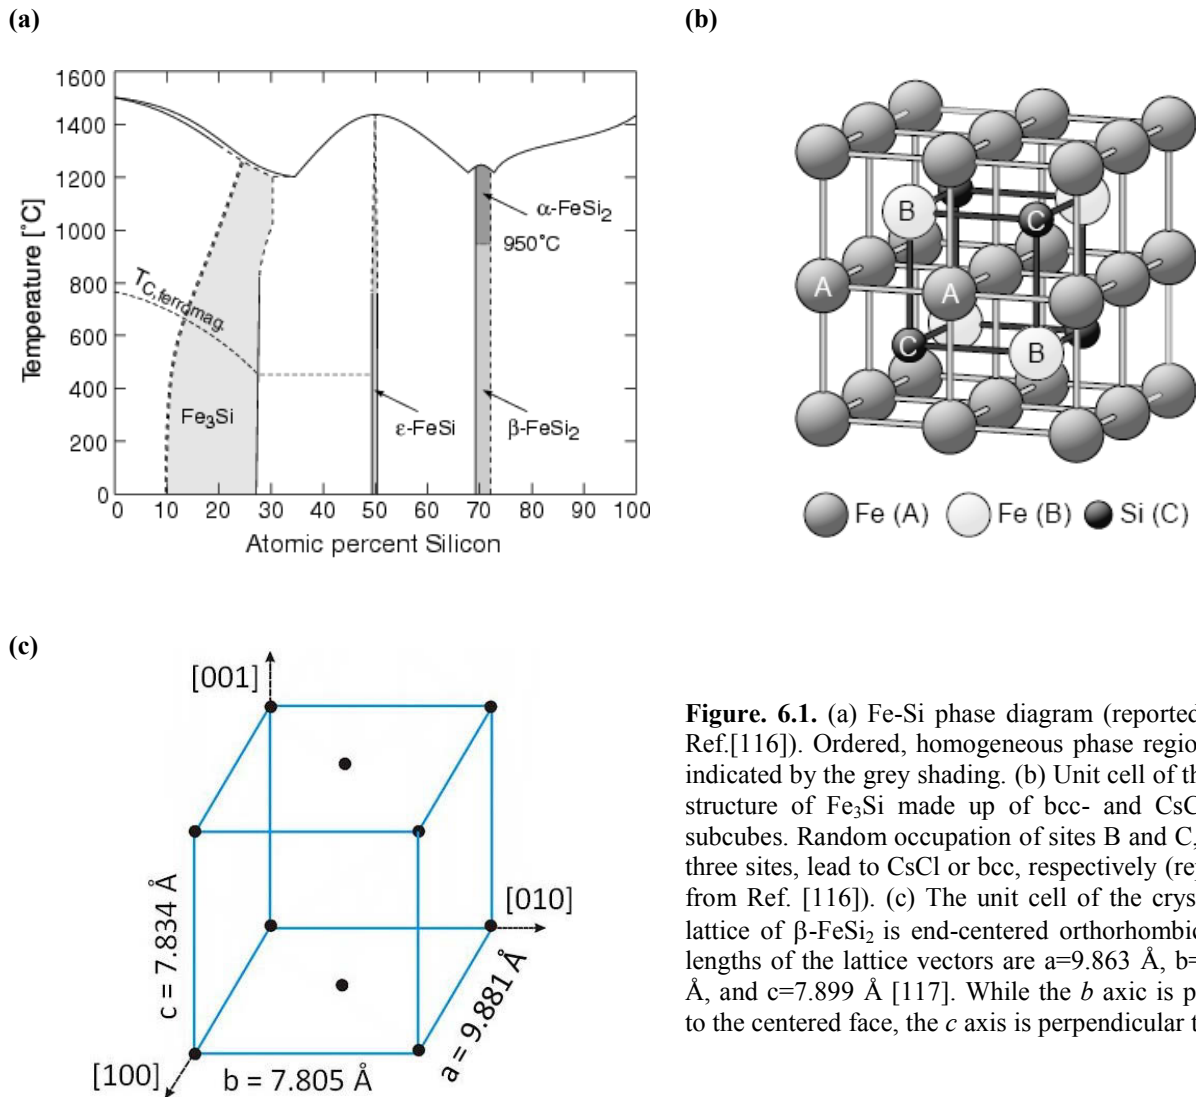 (a)
(b)
Temperature [°C]
1600
1400
1200
1000
800
600
400
200
0
T_C,ferromag.
Fe₃Si
α-FeSi₂
950°C
ε-FeSi
β-FeSi₂
0 10 20 30 40 50 60 70 80 90 100
Atomic percent Silicon
B
C
A
A
C
B
Fe (A) Fe (B) Si (C)
(c)
[001]
[010]
[100]
c = 7.834 Å
b = 7.805 Å
a = 9.881 Å
Figure. 6.1. (a) Fe-Si phase diagram (reported
Ref.[116]). Ordered, homogeneous phase regio
indicated by the grey shading. (b) Unit cell of th
structure of Fe₃Si made up of bcc- and CsC
subcubes. Random occupation of sites B and C,
three sites, lead to CsCl or bcc, respectively (rep
from Ref. [116]). (c) The unit cell of the crys
lattice of β-FeSi₂ is end-centered orthorhombic
lengths of the lattice vectors are a=9.863 Å, b=
Å, and c=7.899 Å [117]. While the b axic is p
to the centered face, the c axis is perpendicular t